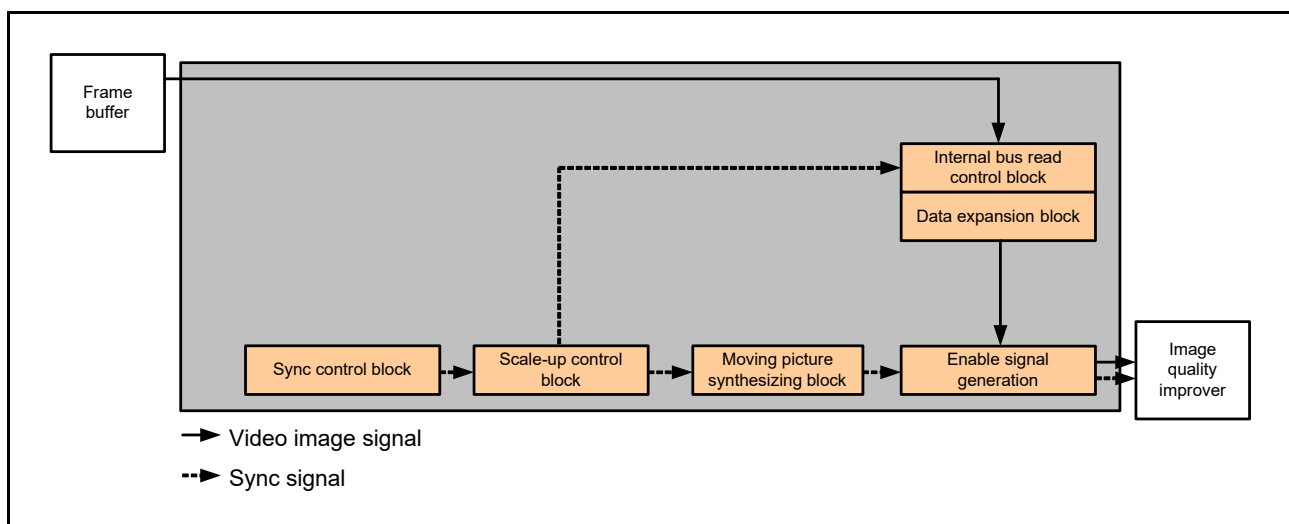 Frame
buffer
Internal bus read
control block
Data expansion block
Sync control block
Scale-up control
block
Moving picture
synthesizing block
Enable signal
generation
Image
quality
improver
Video image signal
Sync signal